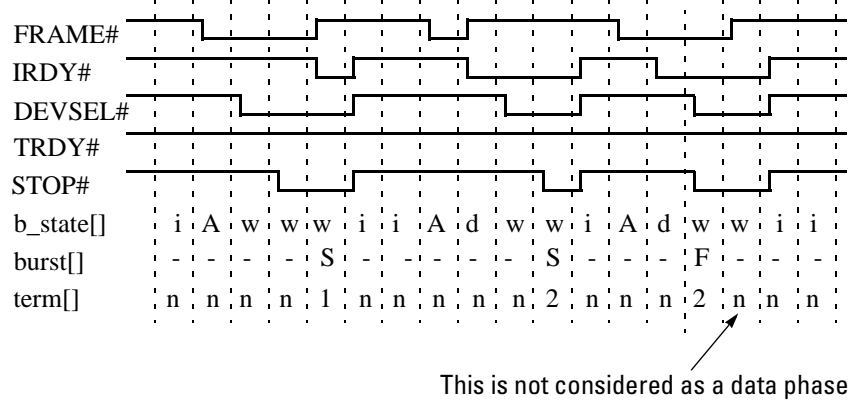 FRAME#
IRDY#
DEVSEL#
TRDY#
STOP#
b_state[] i A w w w i i A d w w i A d w w i i
burst[] - - - - S - - - - - S - - - F - - -
term[] n n n n 1 n n n n n 2 n n n 2 n n n
This is not considered as a data phase